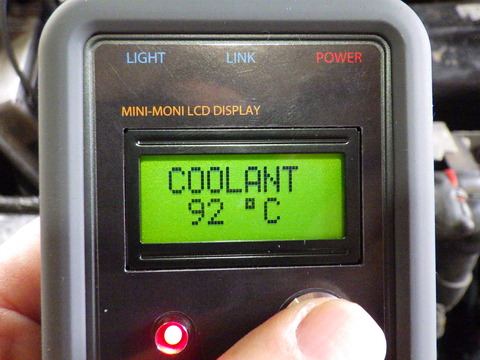 LIGHT LINK POWER
MINI-MONI LCD DISPLAY
COOLANT
92 °C